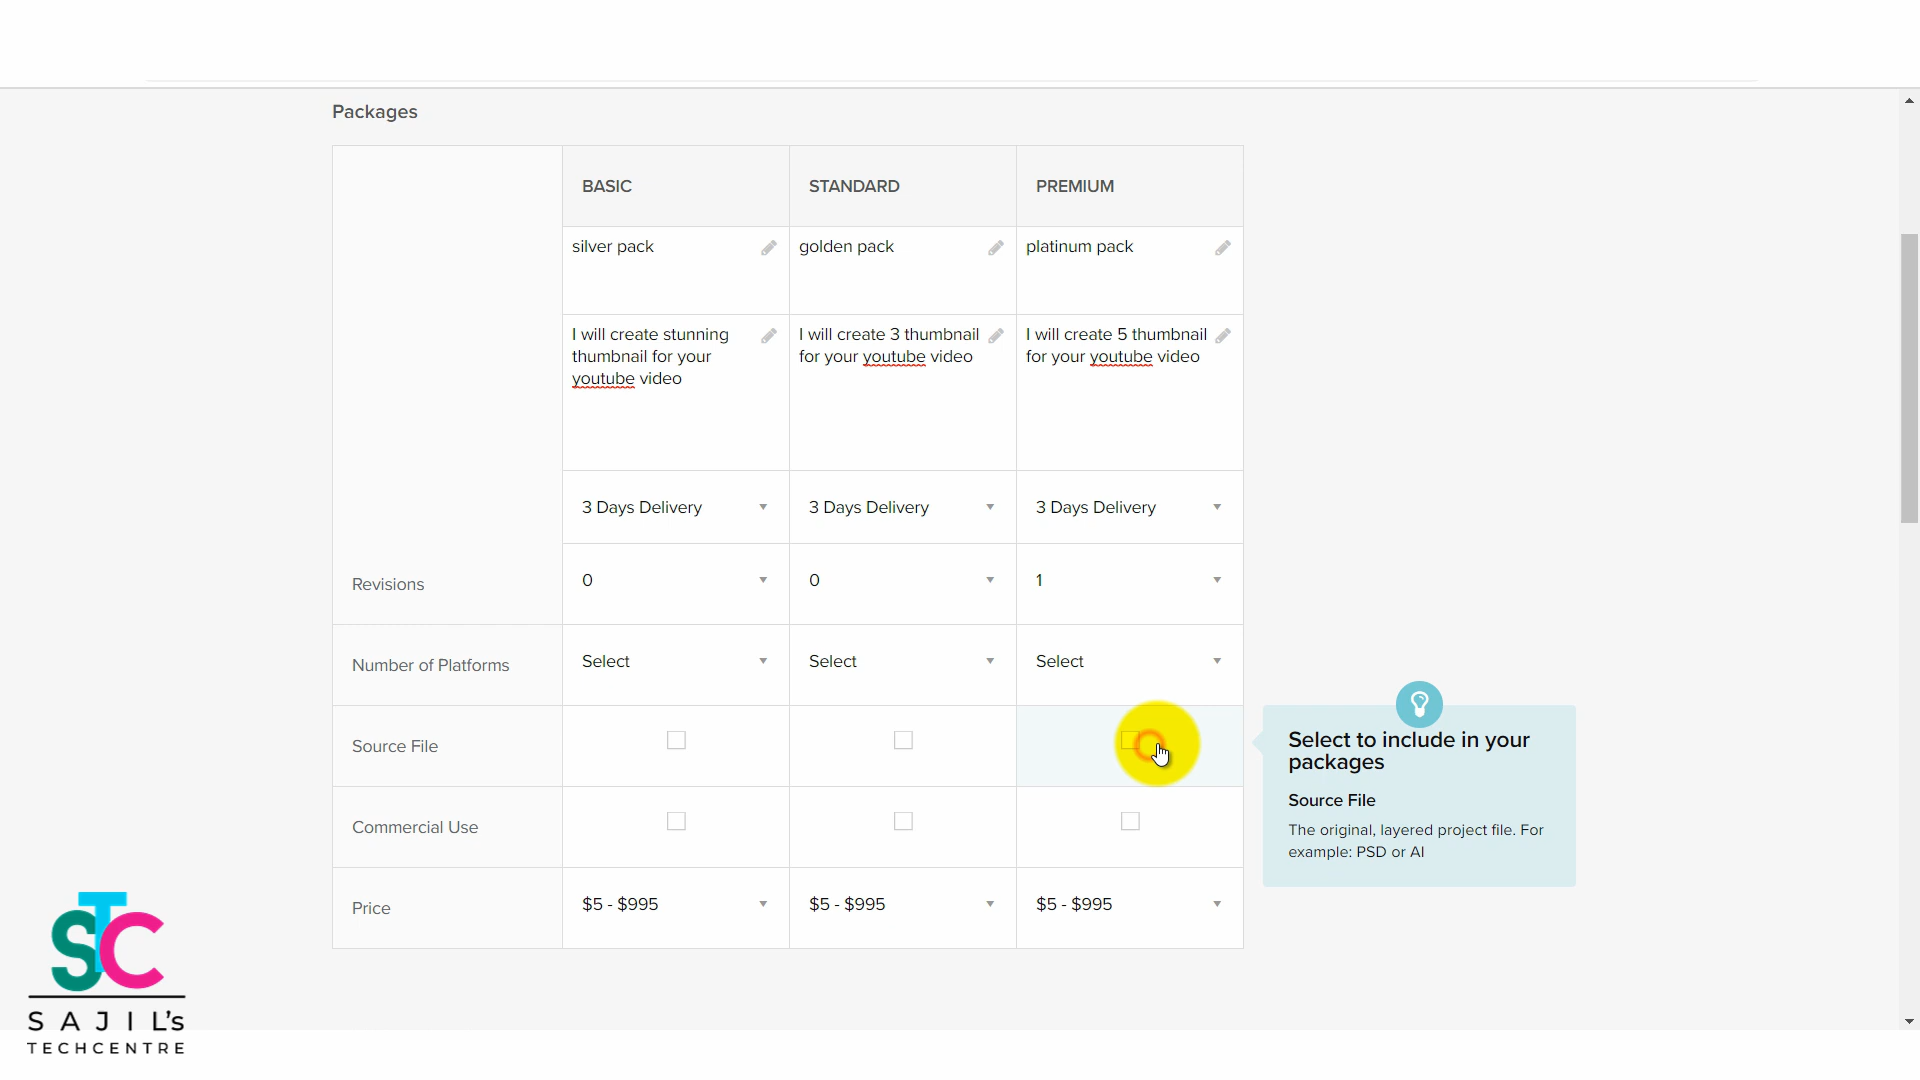 Packages
BASIC
STANDARD
PREMIUM
silver pack
golden pack
platinum pack
I will create stunning
thumbnail for your
youtube video
I will create 3 thumbnail
for your youtube video
I will create 5 thumbnail
for your youtube video
3 Days Delivery
3 Days Delivery
3 Days Delivery
Revisions
0
0
1
Number of Platforms
Select
Select
Select
Source File
Commercial Use
Price
$5 - $995
$5 - $995
$5 - $995
Select to include in your
packages
Source File
The original, layered project file. For
example: PSD or AI
STC
SAJIL's
TECHCENTRE